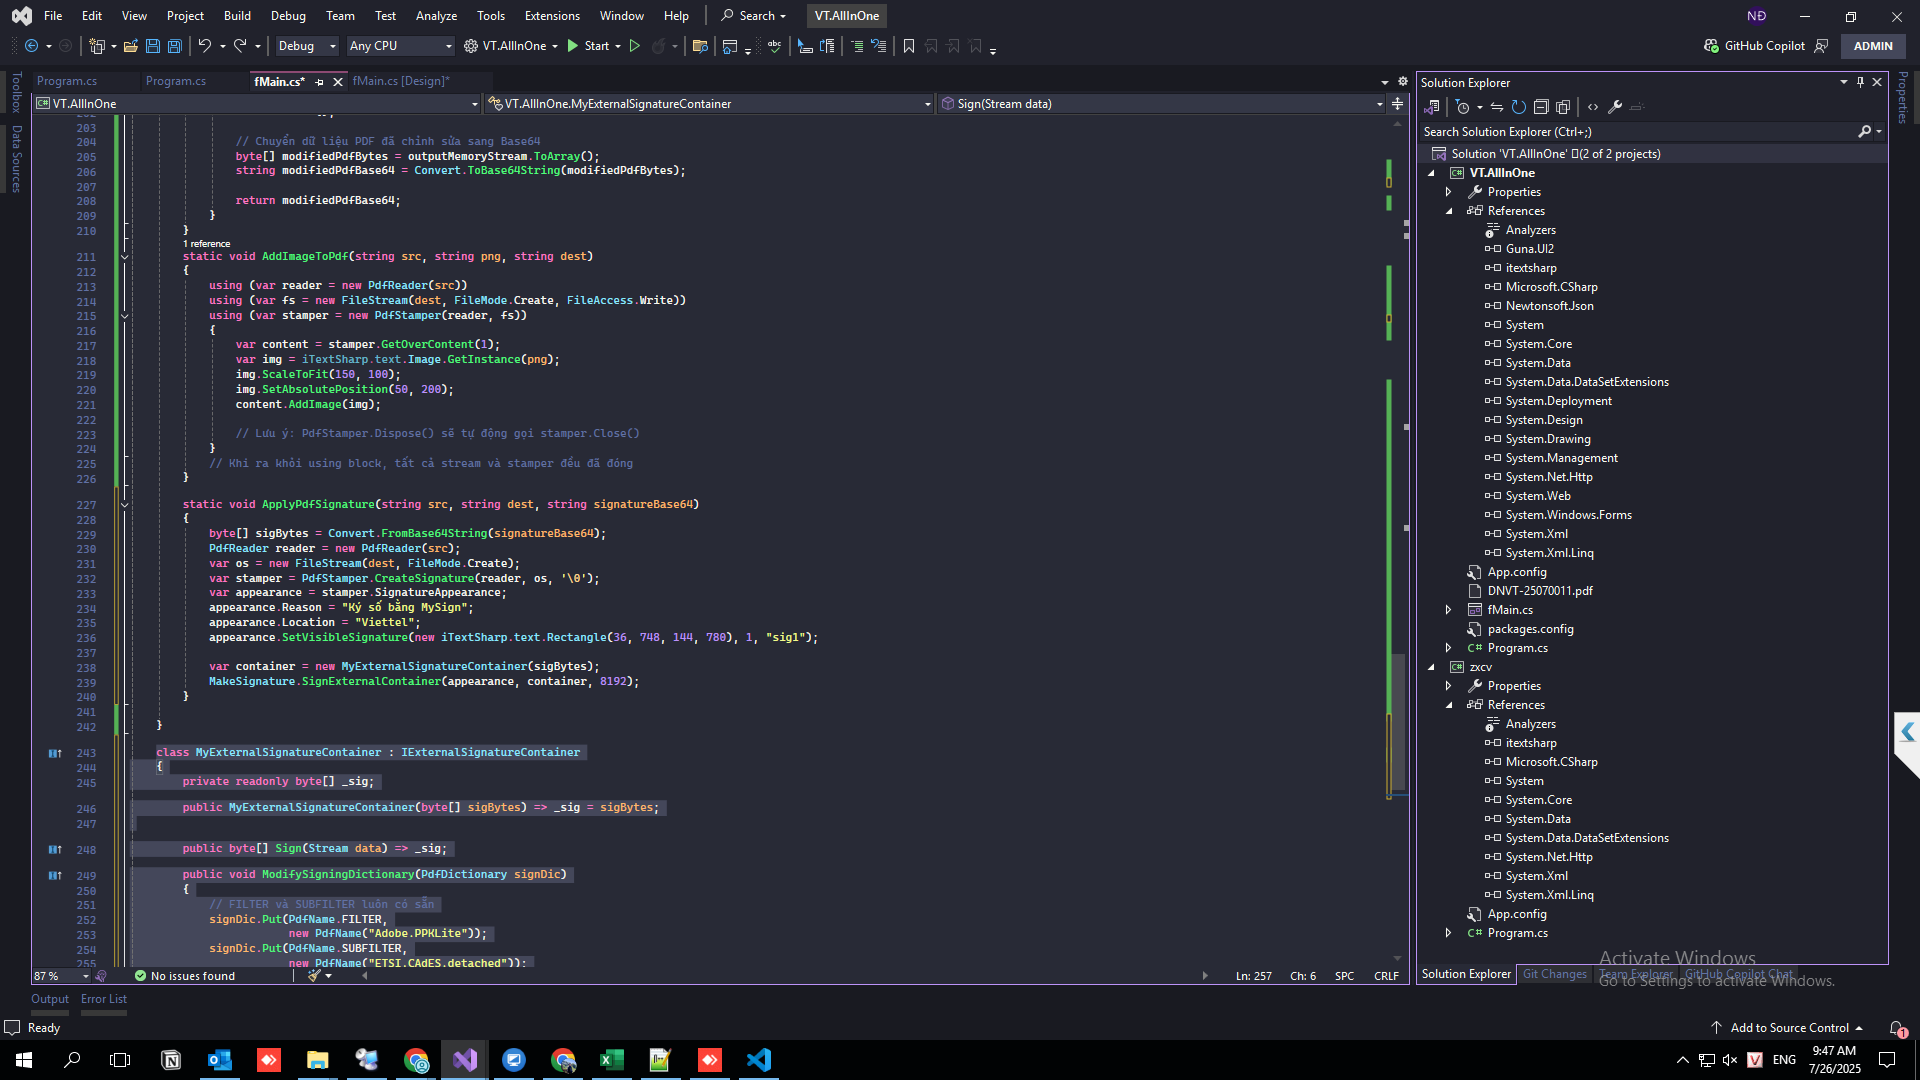 File Edit View Project Build Debug Team Test Analyze Tools Extensions Window Help Search VT.AllInOne NĐ
Debug Any CPU VT.AllInOne Start GitHub Copilot ADMIN
Toolbox
Data Sources
Program.cs Program.cs fMain.cs* fMain.cs [Design]*
VT.AllInOne VT.AllInOne.MyExternalSignatureContainer Sign(Stream data)
203
204 // Chuyển dữ liệu PDF đã chỉnh sửa sang Base64
205 byte[] modifiedPdfBytes = outputMemoryStream.ToArray();
206 string modifiedPdfBase64 = Convert.ToBase64String(modifiedPdfBytes);
207
208 return modifiedPdfBase64;
209 }
210 }
1 reference
211 static void AddImageToPdf(string src, string png, string dest)
212 {
213 using (var reader = new PdfReader(src))
214 using (var fs = new FileStream(dest, FileMode.Create, FileAccess.Write))
215 using (var stamper = new PdfStamper(reader, fs))
216 {
217 var content = stamper.GetOverContent(1);
218 var img = iTextSharp.text.Image.GetInstance(png);
219 img.ScaleToFit(150, 100);
220 img.SetAbsolutePosition(50, 200);
221 content.AddImage(img);
222
223 // Lưu ý: PdfStamper.Dispose() sẽ tự động gọi stamper.Close()
224 }
225 // Khi ra khỏi using block, tất cả stream và stamper đều đã đóng
226 }
227 static void ApplyPdfSignature(string src, string dest, string signatureBase64)
228 {
229 byte[] sigBytes = Convert.FromBase64String(signatureBase64);
230 PdfReader reader = new PdfReader(src);
231 var os = new FileStream(dest, FileMode.Create);
232 var stamper = PdfStamper.CreateSignature(reader, os, '\0');
233 var appearance = stamper.SignatureAppearance;
234 appearance.Reason = "Ký số bằng MySign";
235 appearance.Location = "Viettel";
236 appearance.SetVisibleSignature(new iTextSharp.text.Rectangle(36, 748, 144, 780), 1, "sig1");
237
238 var container = new MyExternalSignatureContainer(sigBytes);
239 MakeSignature.SignExternalContainer(appearance, container, 8192);
240 }
241
242 }
243 class MyExternalSignatureContainer : IExternalSignatureContainer
244 {
245 private readonly byte[] _sig;
246 public MyExternalSignatureContainer(byte[] sigBytes) => _sig = sigBytes;
247
248 public byte[] Sign(Stream data) => _sig;
249 public void ModifySigningDictionary(PdfDictionary signDic)
250 {
251 // FILTER và SUBFILTER luôn có sẵn
252 signDic.Put(PdfName.FILTER,
253 new PdfName("Adobe.PPKLite"));
254 signDic.Put(PdfName.SUBFILTER,
255 new PdfName("ETSI.CAdES.detached"));
87 % No issues found Ln: 257 Ch: 6 SPC CRLF
Output Error List
Ready
Solution Explorer
Search Solution Explorer (Ctrl+;)
Solution 'VT.AllInOne' (2 of 2 projects)
VT.AllInOne
Properties
References
Analyzers
Guna.UI2
itextsharp
Microsoft.CSharp
Newtonsoft.Json
System
System.Core
System.Data
System.Data.DataSetExtensions
System.Deployment
System.Design
System.Drawing
System.Management
System.Net.Http
System.Web
System.Windows.Forms
System.Xml
System.Xml.Linq
App.config
DNVT-25070011.pdf
fMain.cs
packages.config
Program.cs
zxcv
Properties
References
Analyzers
itextsharp
Microsoft.CSharp
System
System.Core
System.Data
System.Data.DataSetExtensions
System.Net.Http
System.Xml
System.Xml.Linq
App.config
Program.cs
Solution Explorer Git Changes Team Explorer GitHub Copilot Chat
Properties
Activate Windows
Go to Settings to activate Windows.
Add to Source Control 1
ENG
9:47 AM
7/26/2025